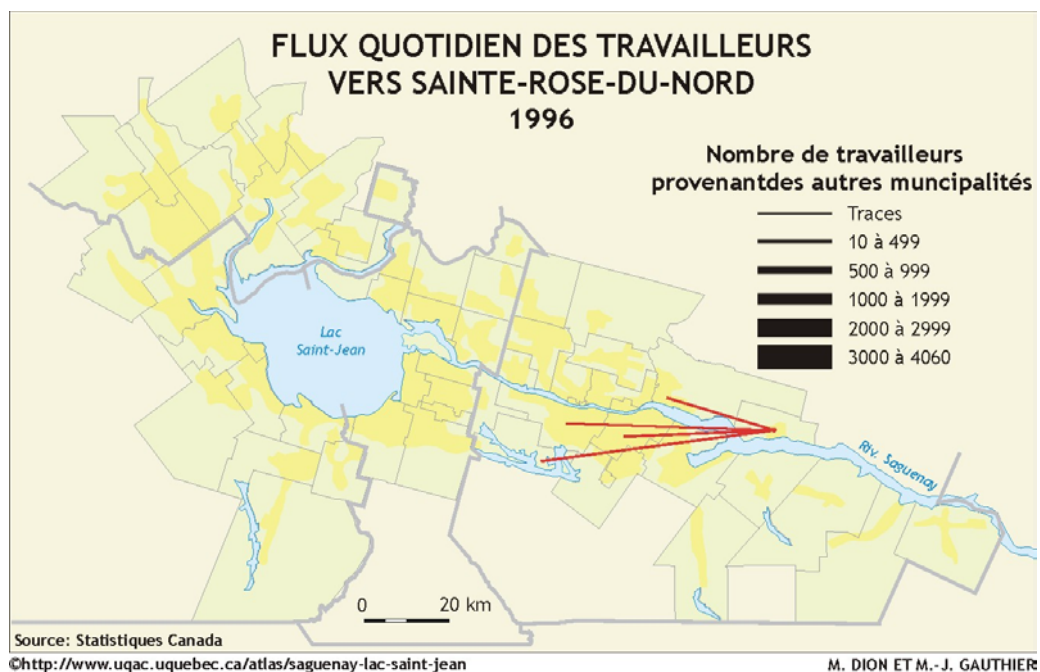 FLUX QUOTIDIEN DES TRAVAILLEURS
VERS SAINTE-ROSE-DU-NORD
1996
Nombre de travailleurs
provenantdes autres muncipalités
Traces
10 à 499
500 à 999
1000 à 1999
2000 à 2999
3000 à 4060
Lac
Saint-Jean
Riv. Saguenay
0 20 km
Source: Statistiques Canada
©http://www.uqac.uquebec.ca/atlas/saguenay-lac-saint-jean
M. DION ET M.-J. GAUTHIER